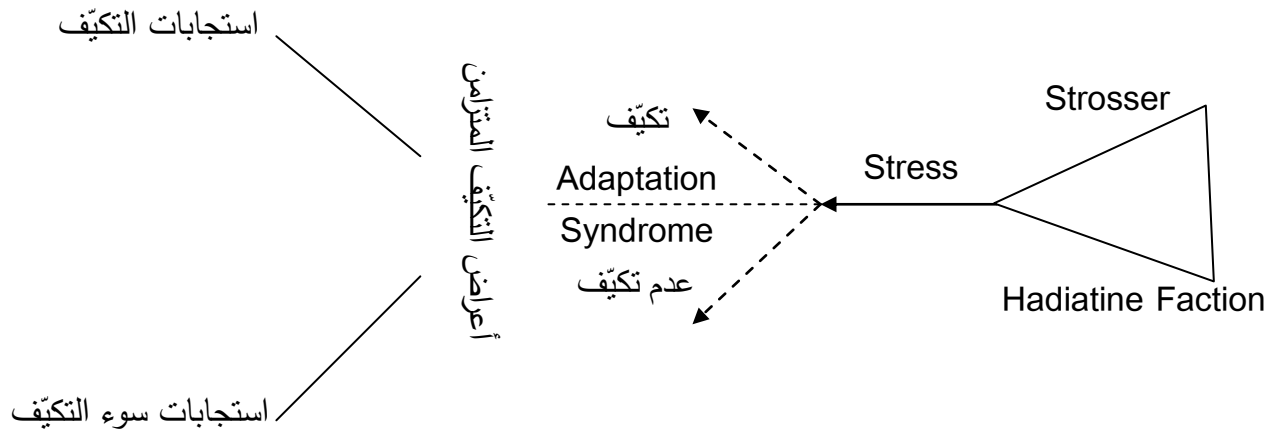 استجابات التكيّف
أعراض التكيّف المتزامن
تكيّف
Adaptation
Syndrome
عدم تكيّف
Stress
Strosser
Hadiatine Faction
استجابات سوء التكيّف